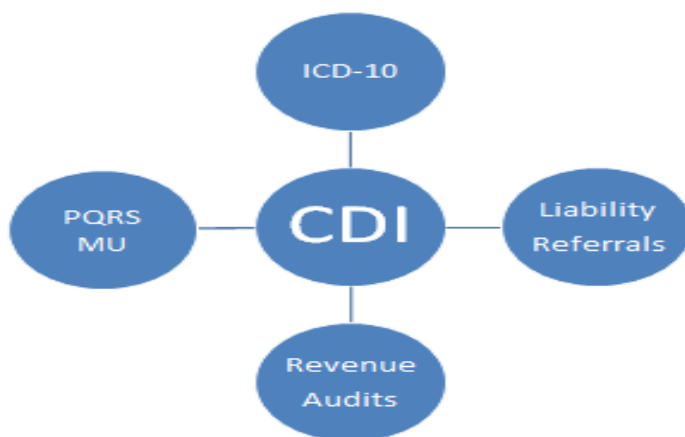 ICD-10
PQRS
MU
CDI
Liability
Referrals
Revenue
Audits